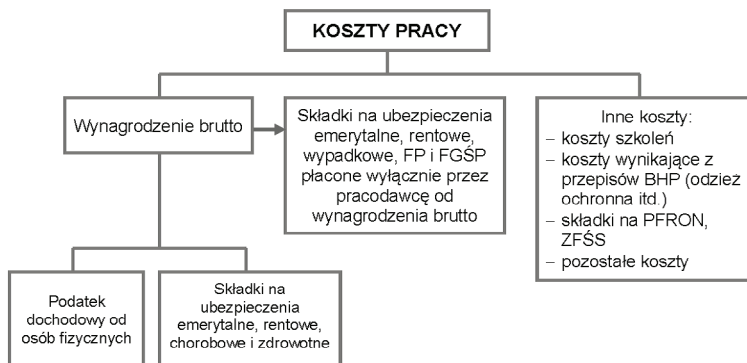 KOSZTY PRACY
Wynagrodzenie brutto
Składki na ubezpieczenia
emerytalne, rentowe,
wypadkowe, FP i FGŚP
płacone wyłącznie przez
pracodawcę od
wynagrodzenia brutto
Inne koszty:
– koszty szkoleń
– koszty wynikające z
przepisów BHP (odzież
ochronna itd.)
– składki na PFRON,
ZFŚS
– pozostałe koszty
Podatek
dochodowy od
osób fizycznych
Składki na
ubezpieczenia
emerytalne, rentowe,
chorobowe i zdrowotne